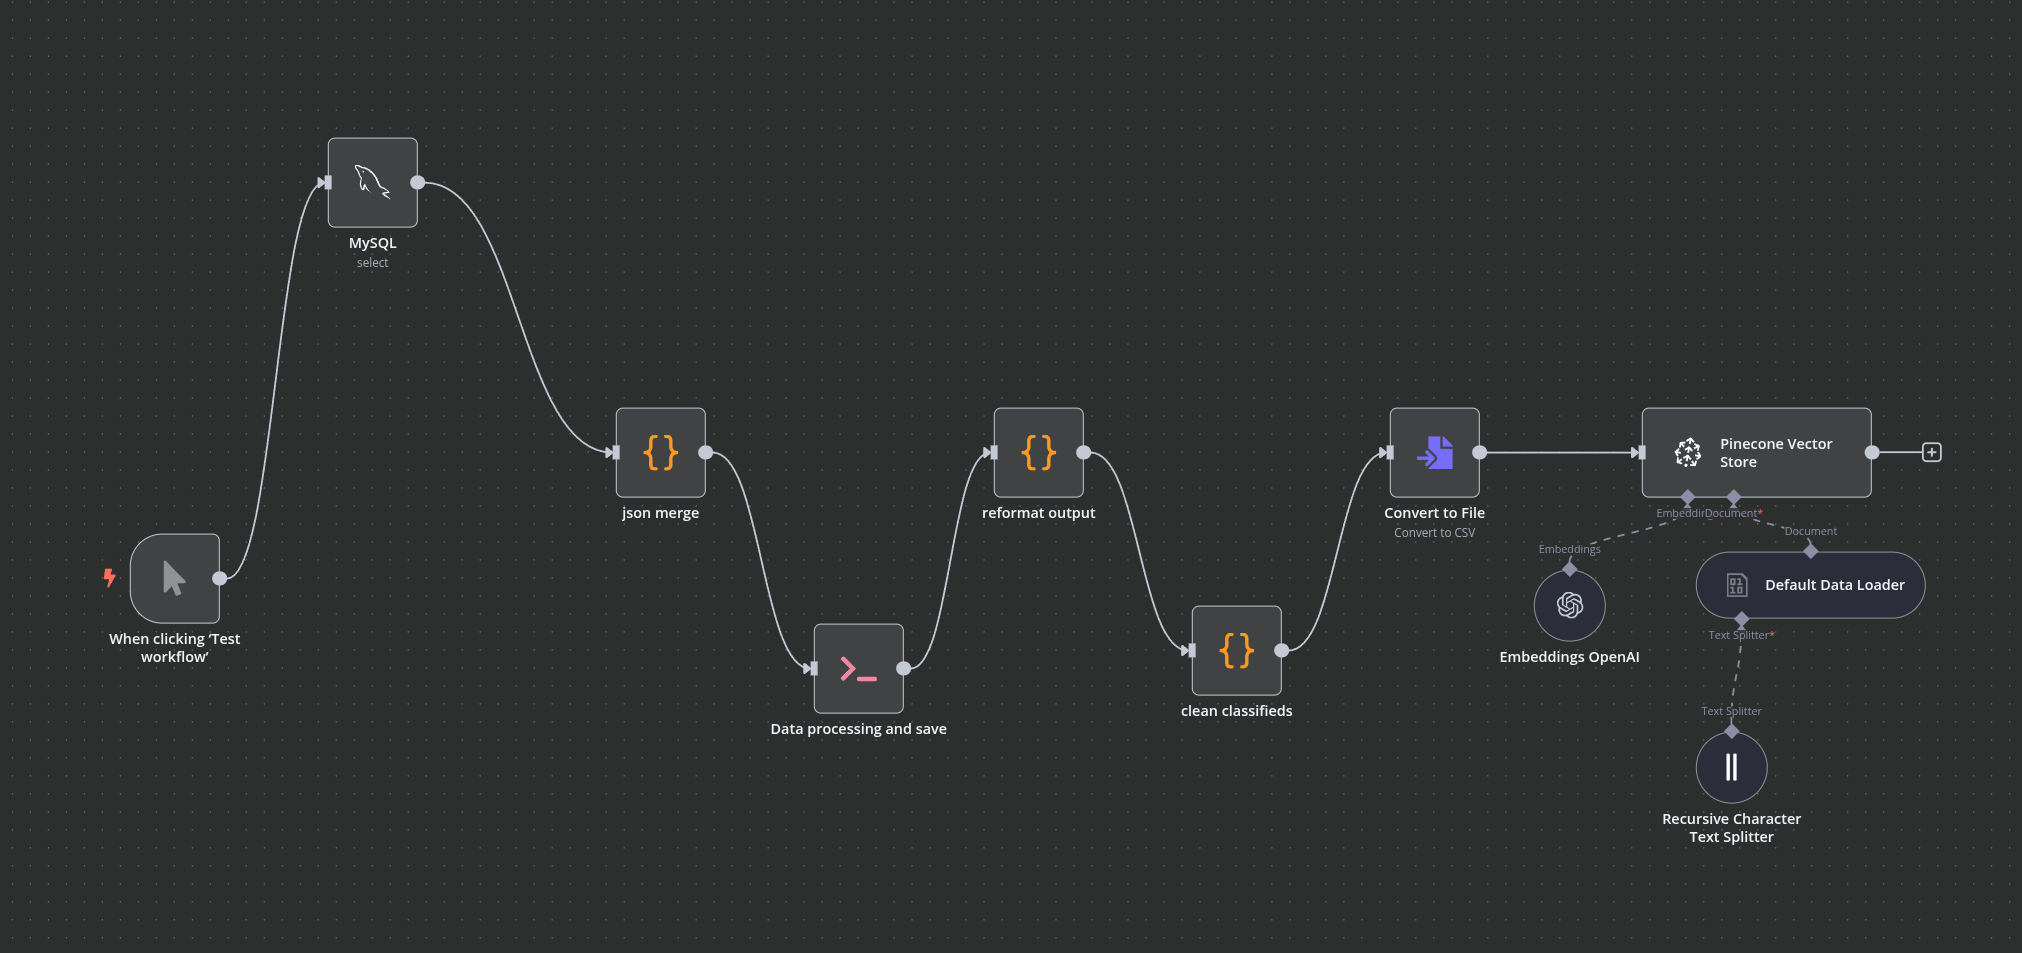 When clicking ‘Test
workflow’
MySQL
select
json merge
Data processing and save
reformat output
clean classifieds
Convert to File
Convert to CSV
Pinecone Vector
Store
Document*
Embeddings
Embeddings OpenAI
Document
Default Data Loader
Text Splitter*
Text Splitter
Recursive Character
Text Splitter